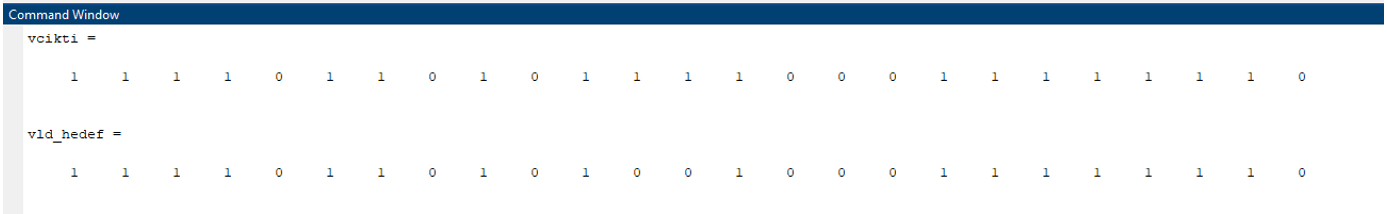 Command Window
vcikti =
1 1 1 1 0 1 1 0 1 0 1 1 1 1 0 0 0 1 1 1 1 1 1 1 0
vld_hedef =
1 1 1 1 0 1 1 0 1 0 1 0 0 1 0 0 0 1 1 1 1 1 1 1 0